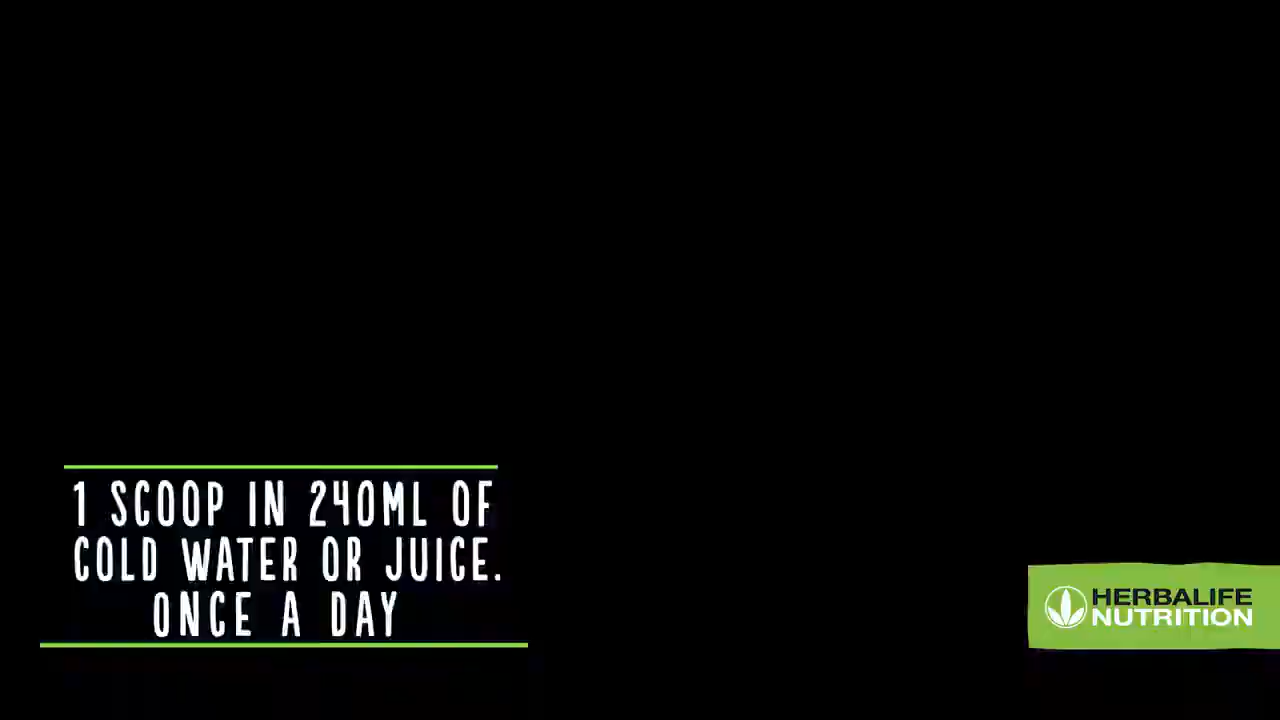 1 SCOOP IN 240ML OF
COLD WATER OR JUICE.
ONCE A DAY
HERBALIFE
NUTRITION